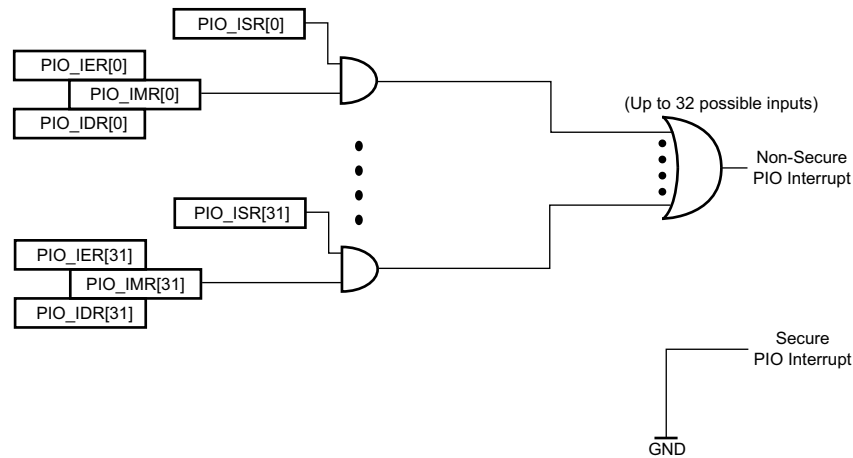 PIO_ISR[0]
PIO_IER[0]
PIO_IMR[0]
PIO_IDR[0]
(Up to 32 possible inputs)
Non-Secure
PIO Interrupt
PIO_ISR[31]
PIO_IER[31]
PIO_IMR[31]
PIO_IDR[31]
Secure
PIO Interrupt
GND